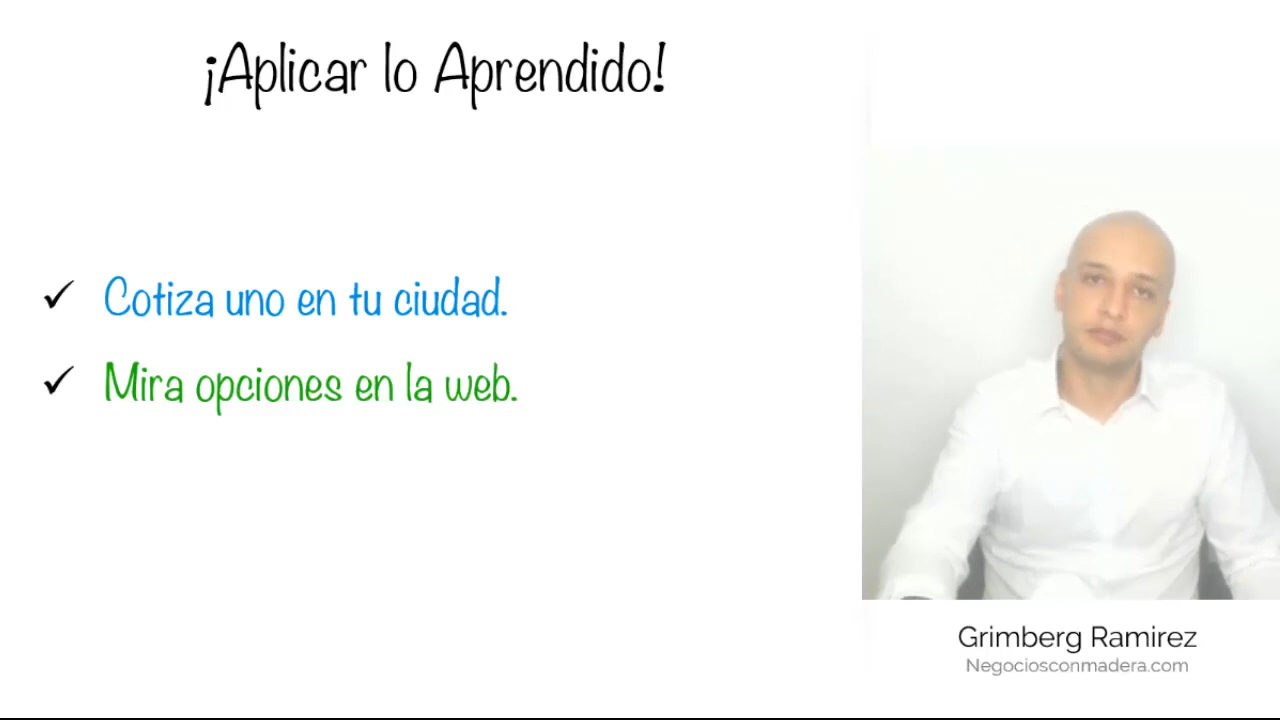 ¡Aplicar lo Aprendido!
✓ Cotiza uno en tu ciudad.
✓ Mira opciones en la web.
Grimberg Ramirez
Negociosconmadera.com